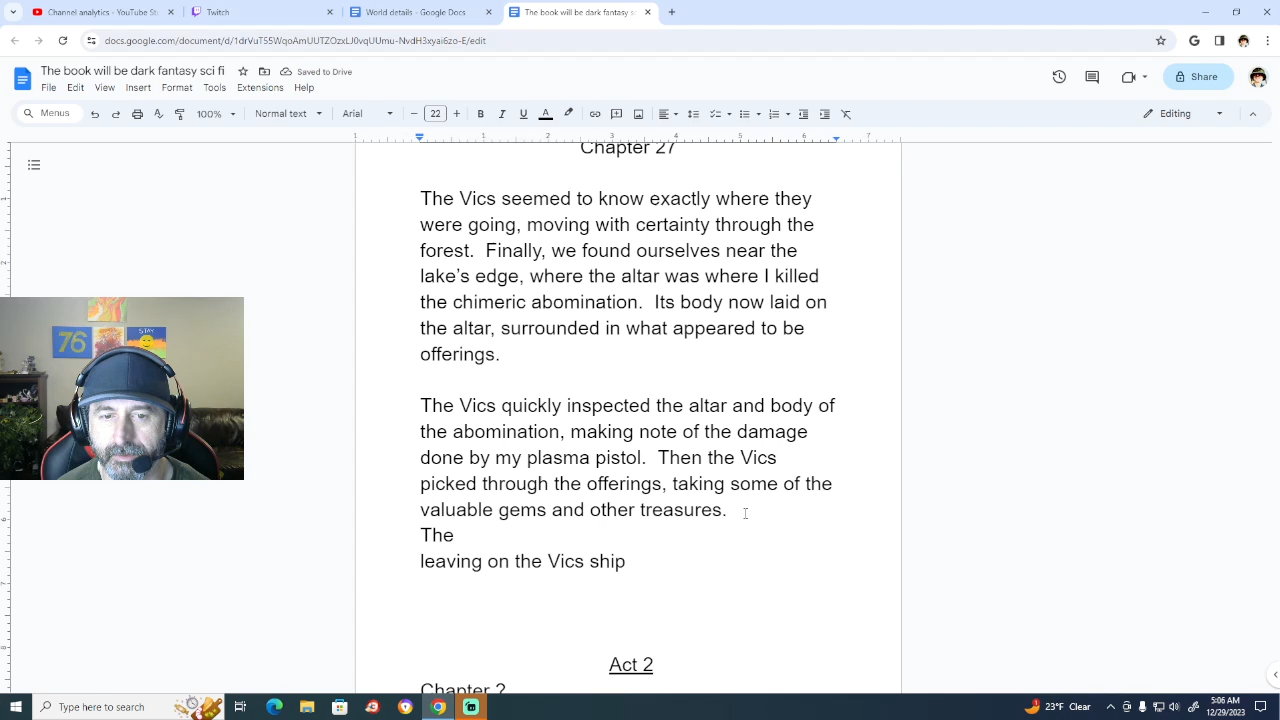 Channel analytics - YouTube St
Twitch
World details - Google Docs
The book will be dark fantasy s
docs.google.com/document/d/1drVuT55WqoAmUUTZOzxLJ0vqUUmu-NvdH3xyai6zo-E/edit
The book will be dark fantasy sci fi
Saved to Drive
File Edit View Insert Format Tools Extensions Help
Share
Menus
100%
Normal text
Arial
22
Editing
1 1 2 3 4 5 6 7
Chapter 27
The Vics seemed to know exactly where they
were going, moving with certainty through the
forest.  Finally, we found ourselves near the
lake's edge, where the altar was where I killed
the chimeric abomination.  Its body now laid on
the altar, surrounded in what appeared to be
offerings.
The Vics quickly inspected the altar and body of
the abomination, making note of the damage
done by my plasma pistol.  Then the Vics
picked through the offerings, taking some of the
valuable gems and other treasures.
The
leaving on the Vics ship
Act 2
Chapter ?
76
STAY
Type here to search
23°F Clear
5:06 AM
12/29/2023